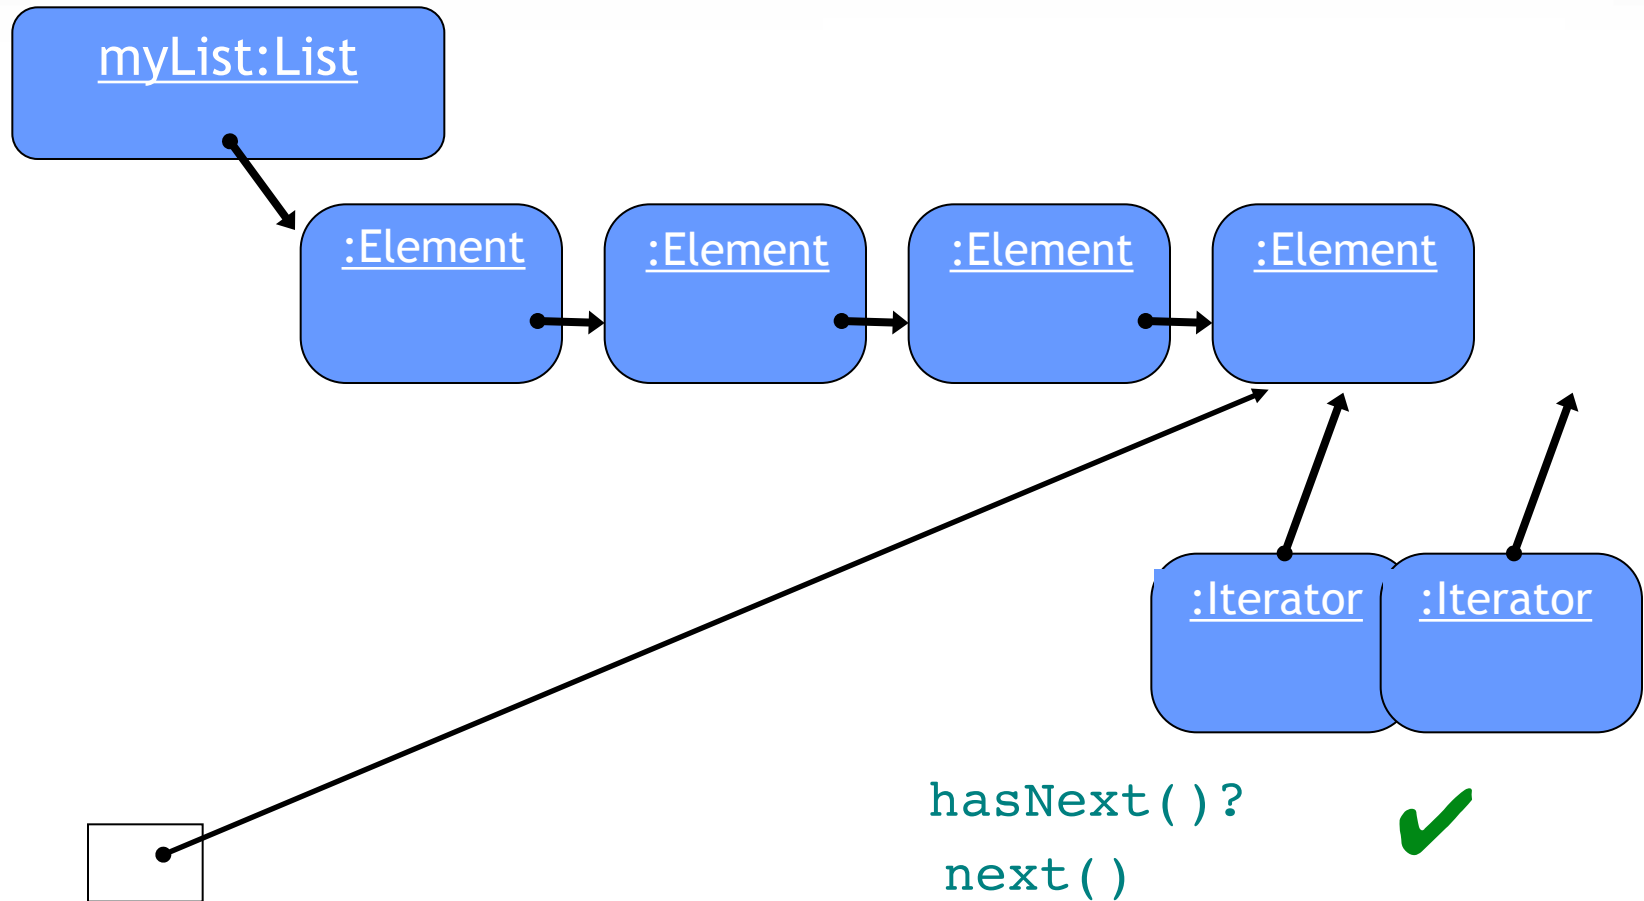 myList:List
:Element
:Element
:Element
:Element
:Iterator
:Iterator
hasNext()?
next()